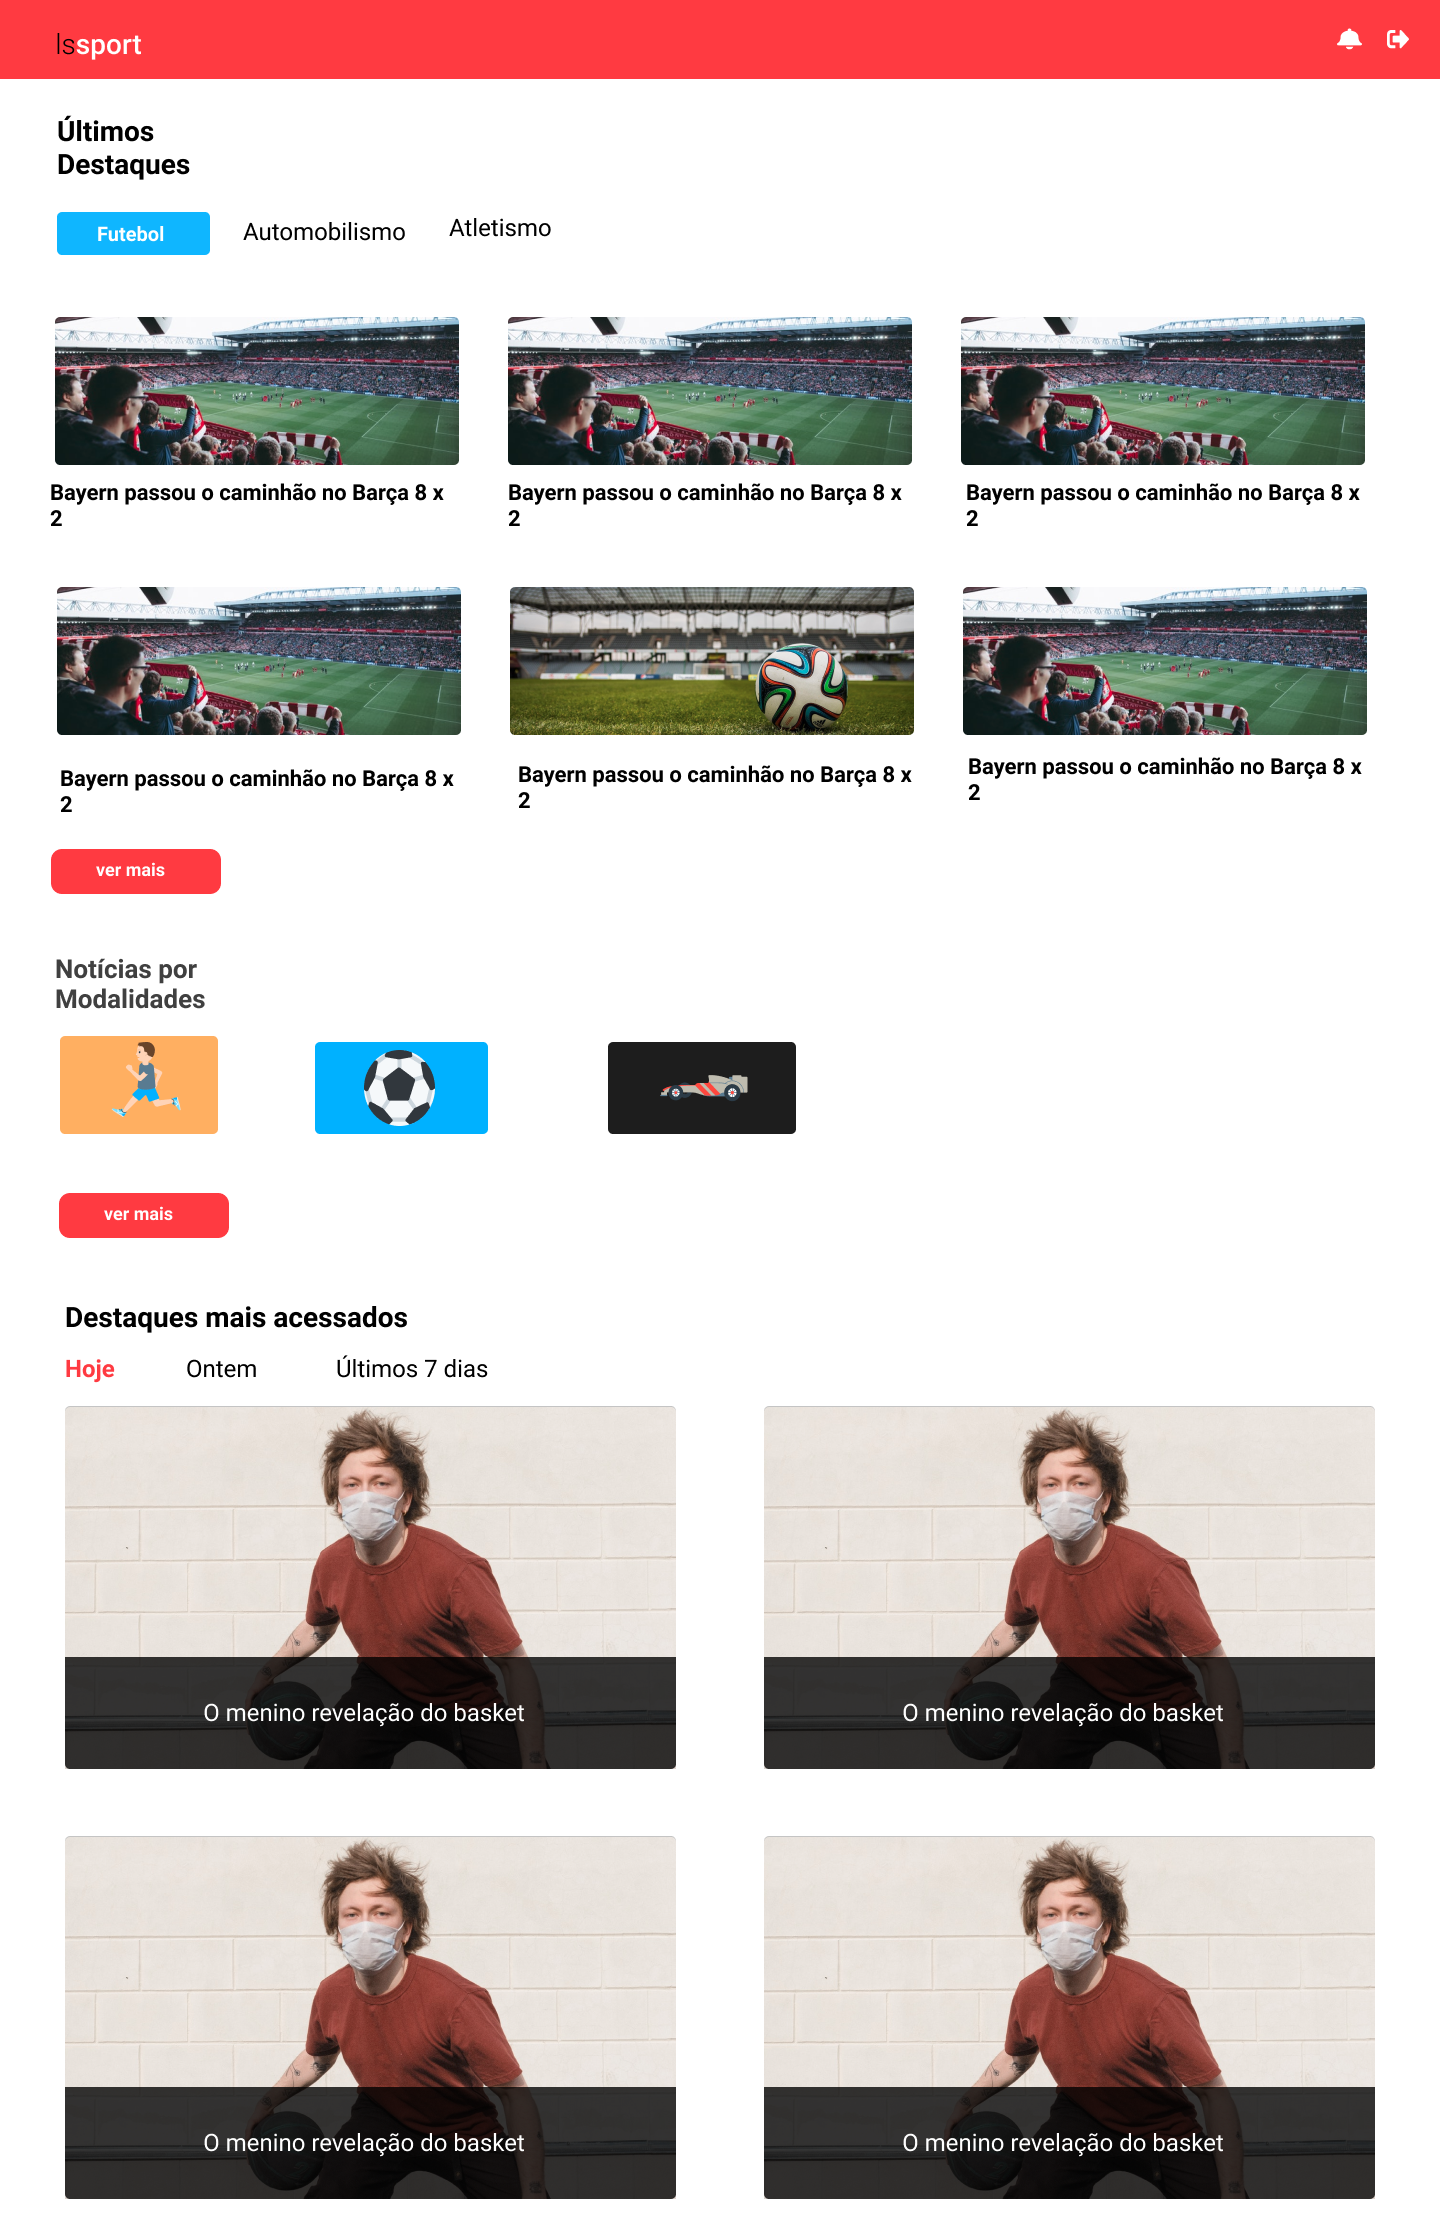 lssport
Últimos
Destaques
Futebol
Automobilismo
Atletismo
Bayern passou o caminhão no Barça 8 x
2
Bayern passou o caminhão no Barça 8 x
2
Bayern passou o caminhão no Barça 8 x
2
Bayern passou o caminhão no Barça 8 x
2
Bayern passou o caminhão no Barça 8 x
2
Bayern passou o caminhão no Barça 8 x
2
ver mais
Notícias por
Modalidades
ver mais
Destaques mais acessados
Hoje
Ontem
Últimos 7 dias
O menino revelação do basket
O menino revelação do basket
O menino revelação do basket
O menino revelação do basket